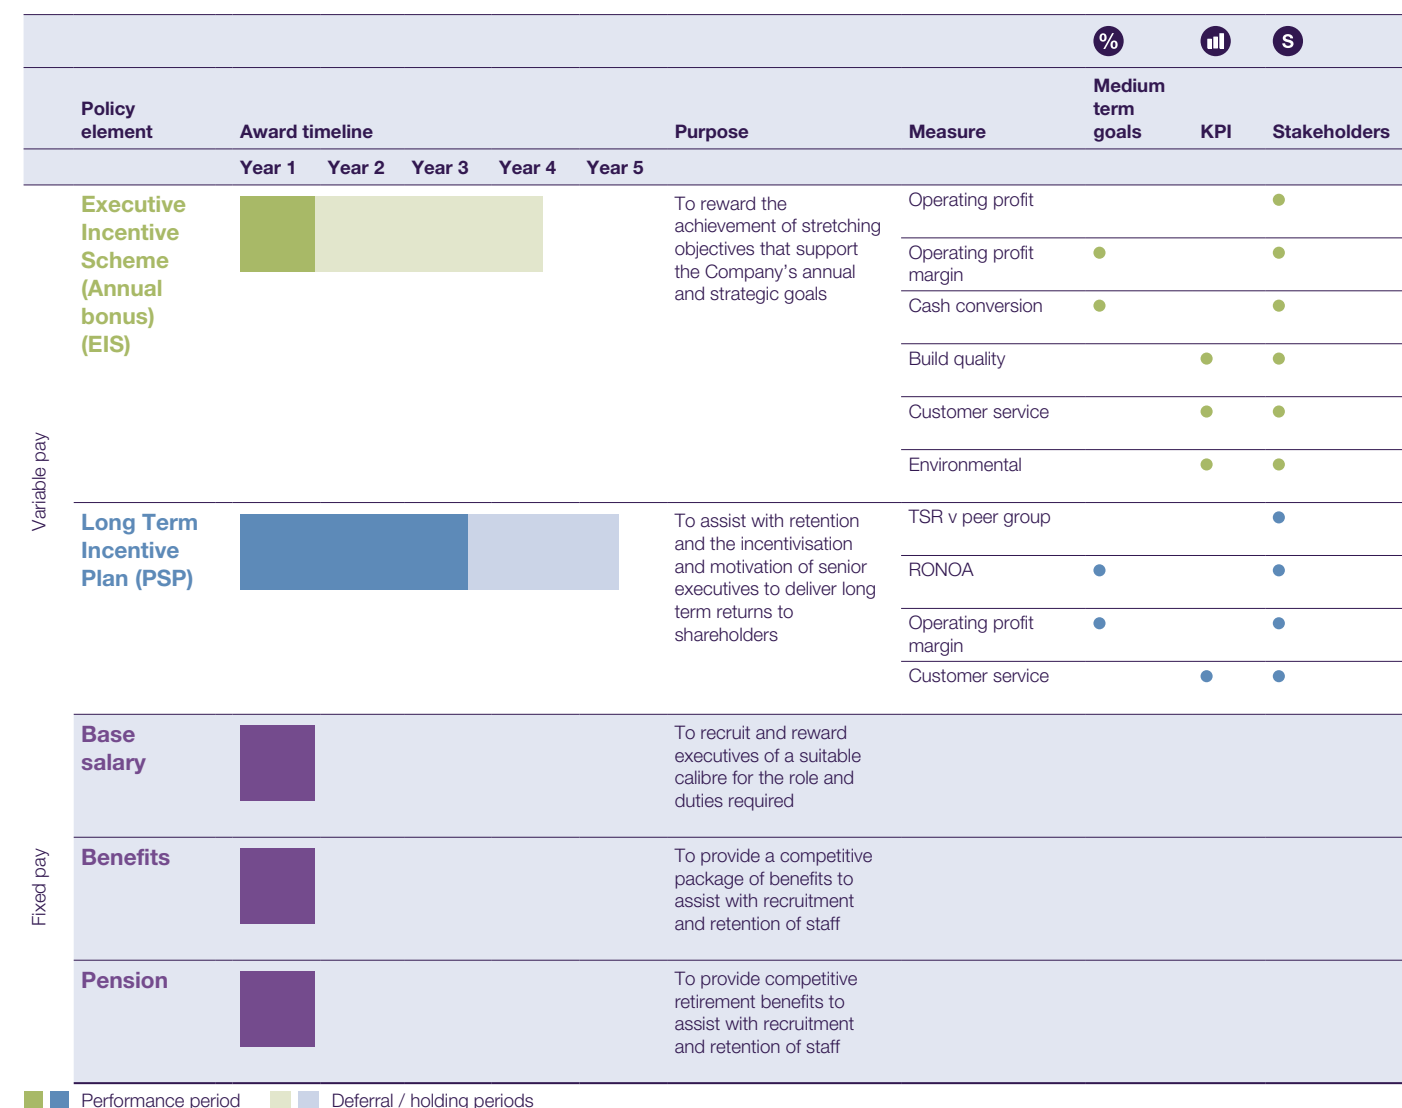 %
S
Policy
element
Award timeline
Purpose
Measure
Medium
term
goals
KPI
Stakeholders
Year 1
Year 2
Year 3
Year 4
Year 5
Variable pay
Executive
Incentive
Scheme
(Annual
bonus)
(EIS)
To reward the
achievement of stretching
objectives that support
the Company's annual
and strategic goals
Operating profit
Operating profit
margin
Cash conversion
Build quality
Customer service
Environmental
Long Term
Incentive
Plan (PSP)
To assist with retention
and the incentivisation
and motivation of senior
executives to deliver long
term returns to
shareholders
TSR v peer group
RONOA
Operating profit
margin
Customer service
Fixed pay
Base
salary
To recruit and reward
executives of a suitable
calibre for the role and
duties required
Benefits
To provide a competitive
package of benefits to
assist with recruitment
and retention of staff
Pension
To provide competitive
retirement benefits to
assist with recruitment
and retention of staff
Performance period
Deferral / holding periods